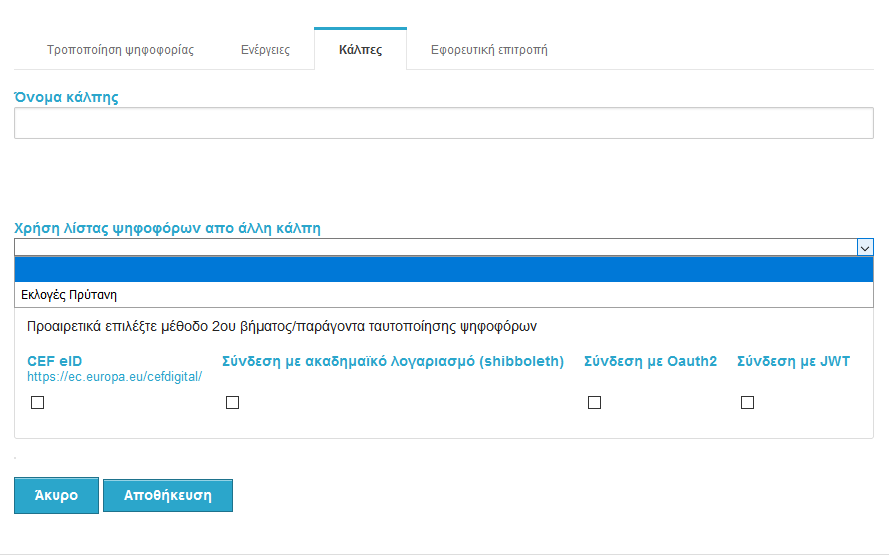 Τροποποίηση ψηφοφορίας Ενέργειες Κάλπες Εφορευτική επιτροπή
Όνομα κάλπης
Χρήση λίστας ψηφοφόρων απο άλλη κάλπη
Εκλογές Πρύτανη
Προαιρετικά επιλέξτε μέθοδο 2ου βήματος/παράγοντα ταυτοποίησης ψηφοφόρων
CEF eID Σύνδεση με ακαδημαϊκό λογαριασμό (shibboleth) Σύνδεση με Oauth2 Σύνδεση με JWT
https://ec.europa.eu/cefdigital/
Άκυρο Αποθήκευση